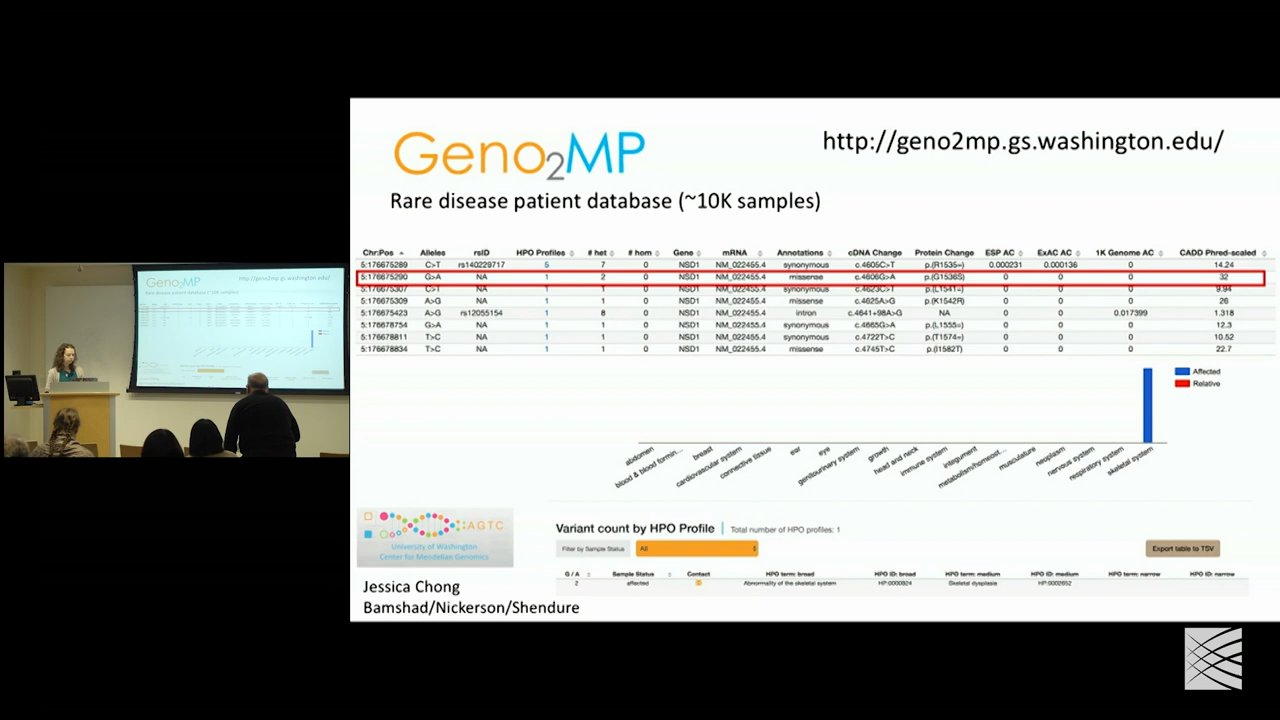 Geno2MP
http://geno2mp.gs.washington.edu/
Rare disease patient database (~10K samples)
Chr:Pos Alleles rsID HPO Profiles # het # hom Gene mRNA Annotations cDNA Change Protein Change ESP AC ExAC AC 1K Genome AC CADD Phred-scaled
5:176675289 C>T rs140229717 5 7 0 NSD1 NM_022455.4 synonymous c.4605C>T p.(R1535=) 0.000231 0.000136 0 14.24
5:176675290 G>A NA 1 2 0 NSD1 NM_022455.4 missense c.4606G>A p.(G1536S) 0 0 0 32
5:176675307 C>T NA 1 1 0 NSD1 NM_022455.4 synonymous c.4623C>T p.(L1541=) 0 0 0 9.94
5:176675309 A>G NA 1 1 0 NSD1 NM_022455.4 missense c.4625A>G p.(K1542R) 0 0 0 26
5:176675423 A>G rs12055154 1 8 0 NSD1 NM_022455.4 intron c.4641+98A>G NA 0 0 0.017399 1.318
5:176678754 G>A NA 1 1 0 NSD1 NM_022455.4 synonymous c.4665G>A p.(L1555=) 0 0 0 12.3
5:176678811 T>C NA 1 1 0 NSD1 NM_022455.4 synonymous c.4722T>C p.(T1574=) 0 0 0 10.52
5:176678834 T>C NA 1 1 0 NSD1 NM_022455.4 missense c.4745T>C p.(I1582T) 0 0 0 22.7
Affected
Relative
abdomen
blood & blood formin...
breast
cardiovascular system
connective tissue
ear
eye
genitourinary system
growth
head and neck
immune system
integument
metabolism/homeost...
musculature
neoplasm
nervous system
respiratory system
skeletal system
AGTC
University of Washington
Center for Mendelian Genomics
Variant count by HPO Profile | Total number of HPO profiles: 1
Filter by Sample Status All Export table to TSV
G / A Sample Status Contact HPO term: broad HPO ID: broad HPO term: medium HPO ID: medium HPO term: narrow HPO ID: narrow
2 affected Abnormality of the skeletal system HP:0000924 Skeletal dysplasia HP:0002652
Jessica Chong
Bamshad/Nickerson/Shendure